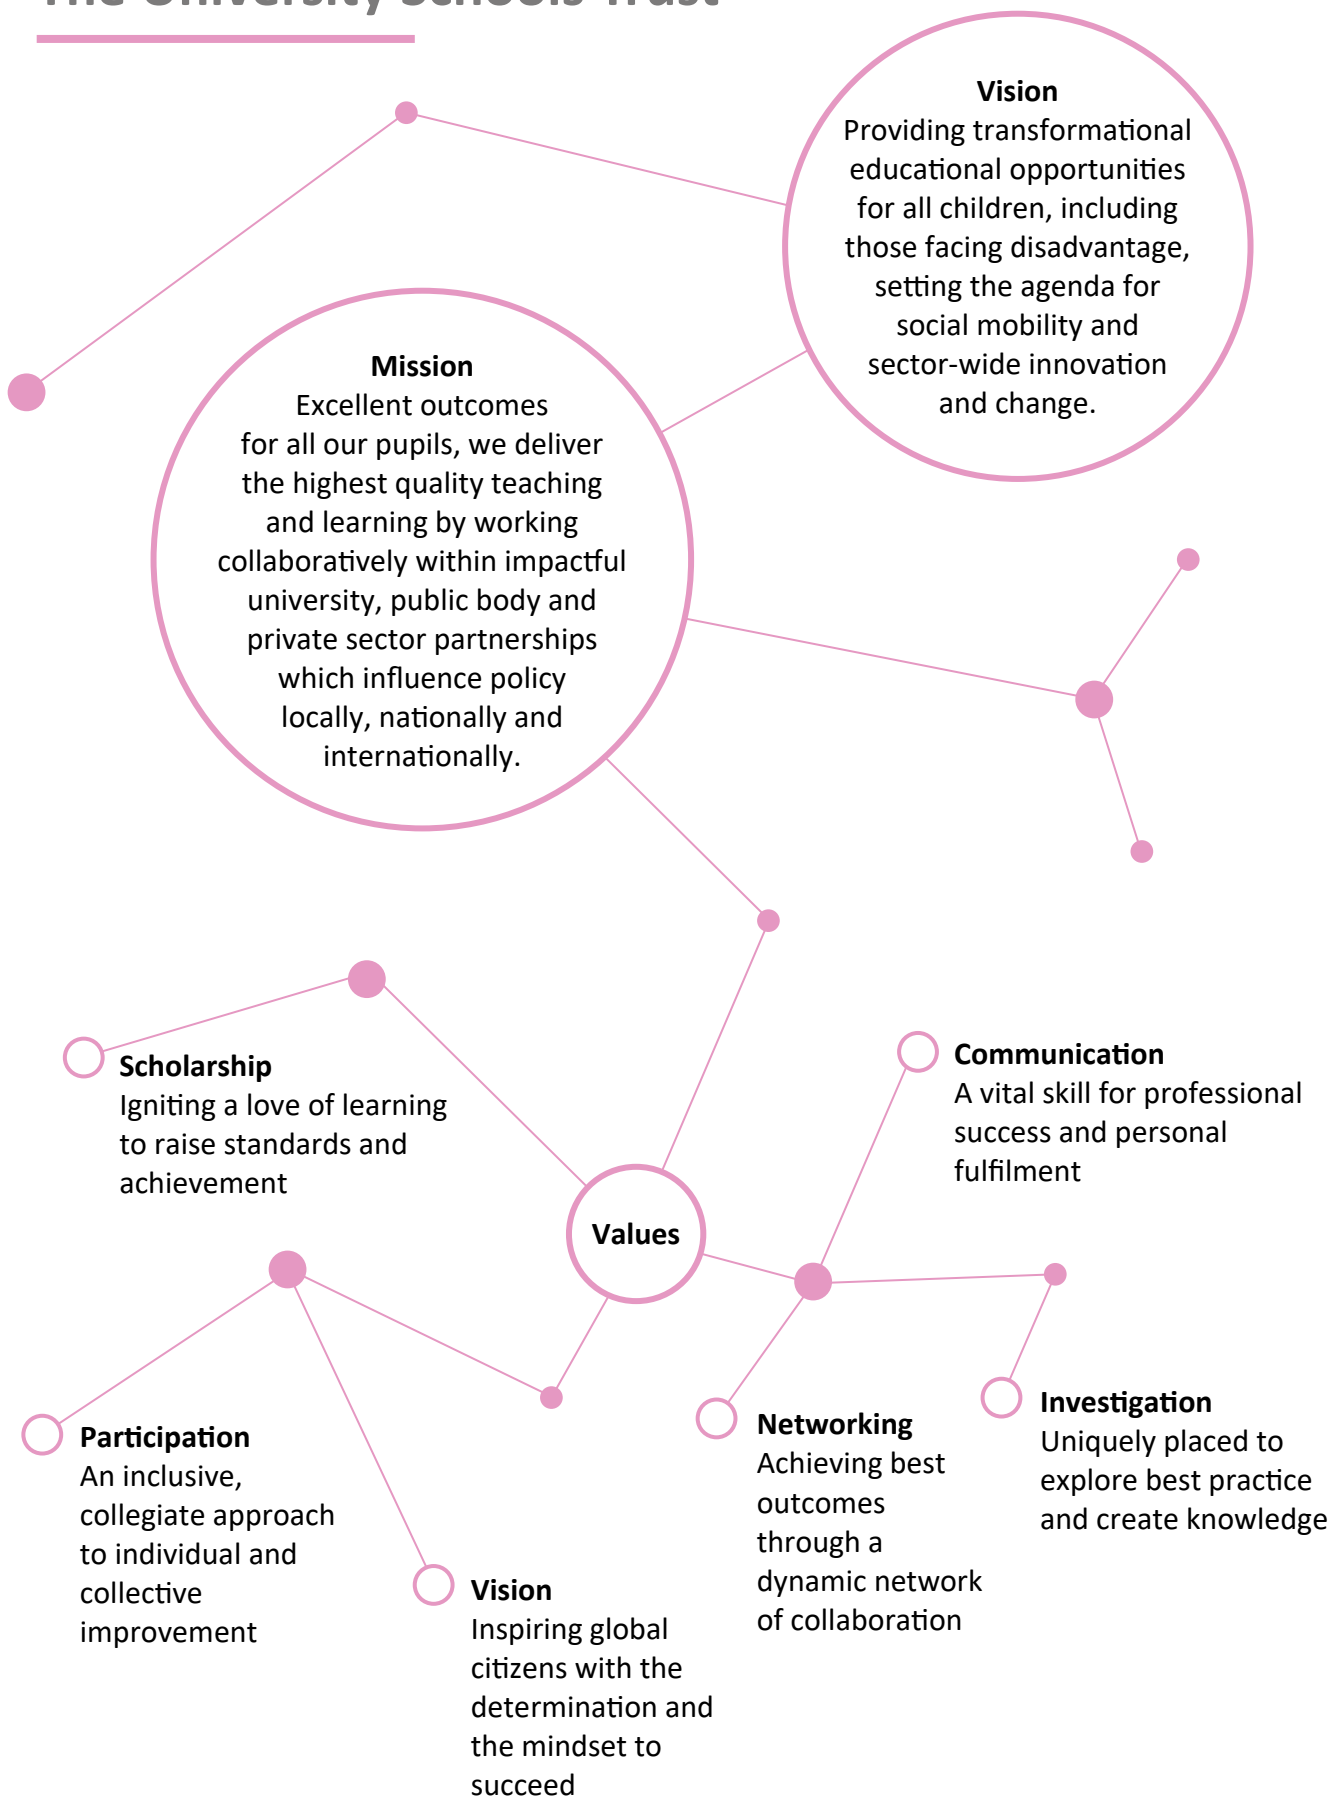 The University Schools Trust
Vision
Providing transformational
educational opportunities
for all children, including
those facing disadvantage,
setting the agenda for
social mobility and
sector-wide innovation
and change.
Mission
Excellent outcomes
for all our pupils, we deliver
the highest quality teaching
and learning by working
collaboratively within impactful
university, public body and
private sector partnerships
which influence policy
locally, nationally and
internationally.
Scholarship
Igniting a love of learning
to raise standards and
achievement
Communication
A vital skill for professional
success and personal
fulfilment
Values
Participation
An inclusive,
collegiate approach
to individual and
collective
improvement
Vision
Inspiring global
citizens with the
determination and
the mindset to
succeed
Networking
Achieving best
outcomes
through a
dynamic network
of collaboration
Investigation
Uniquely placed to
explore best practice
and create knowledge